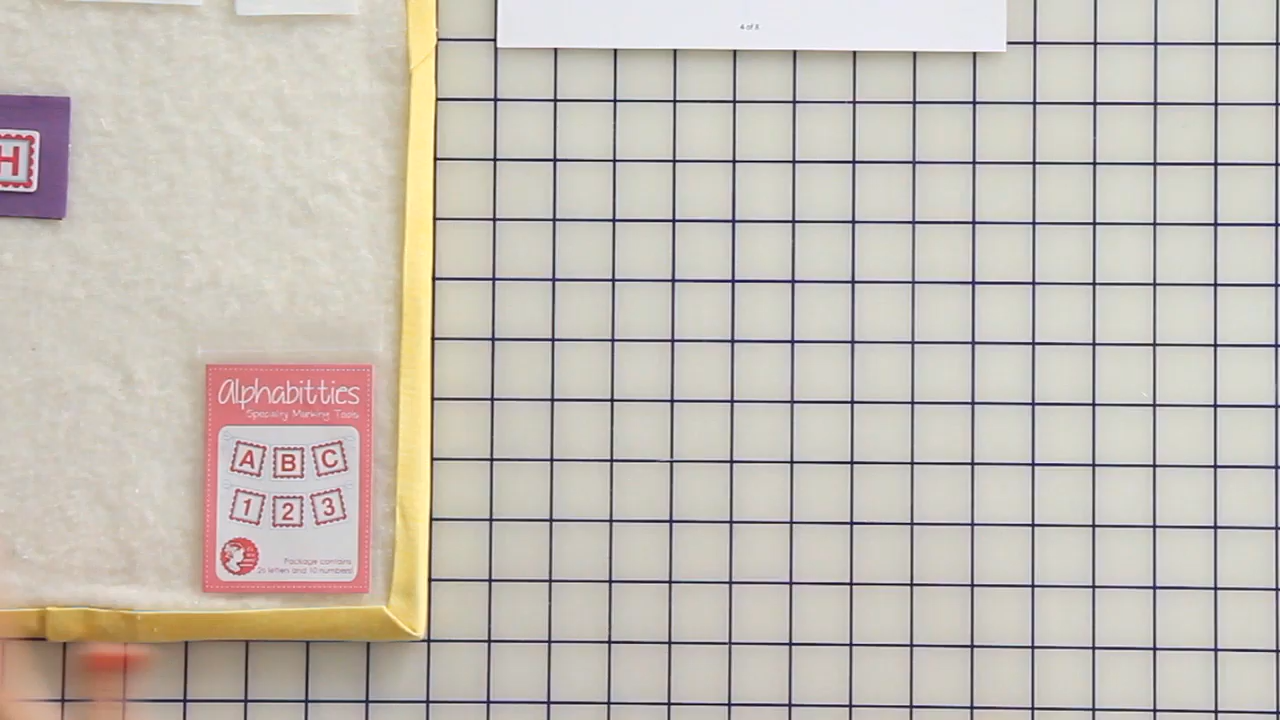 4 of 8
H
Alphabitties
Specialty Marking Tools
A B C
1 2 3
Package contains
26 letters and 10 numbers!